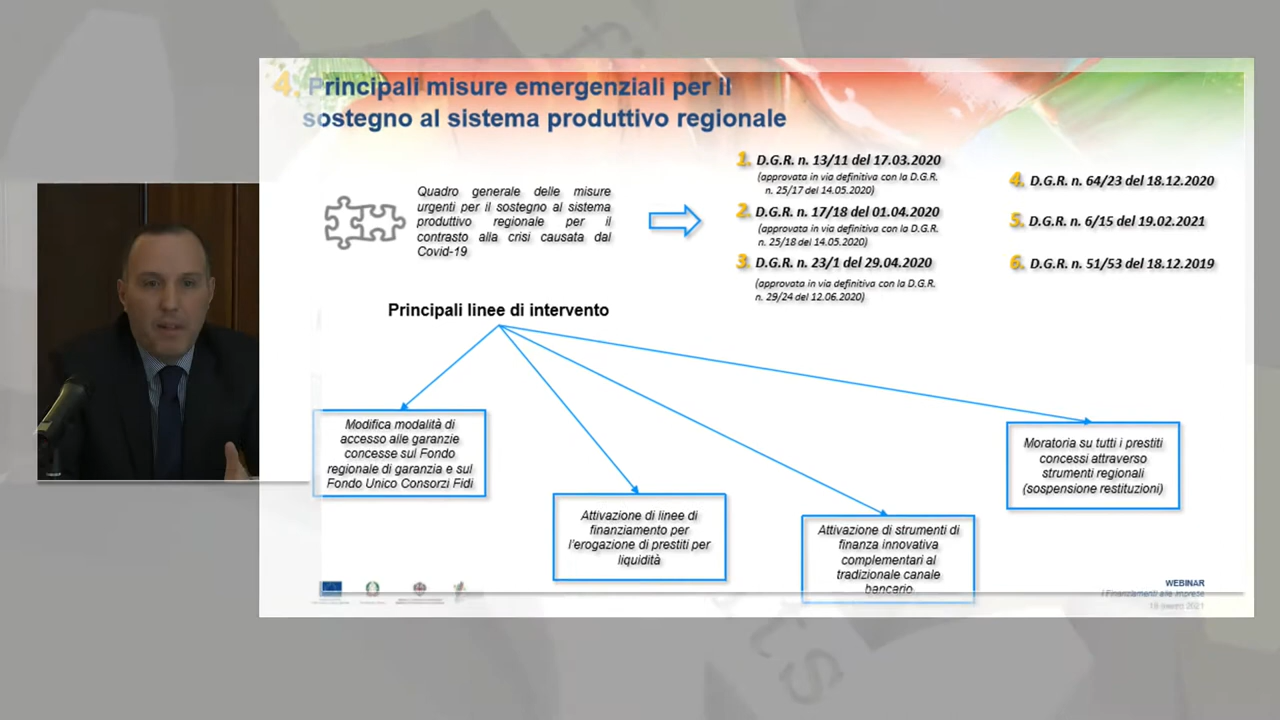 4. Principali misure emergenziali per il
sostegno al sistema produttivo regionale
Quadro generale delle misure
urgenti per il sostegno al sistema
produttivo regionale per il
contrasto alla crisi causata dal
Covid-19
1. D.G.R. n. 13/11 del 17.03.2020
(approvata in via definitiva con la D.G.R.
n. 25/17 del 14.05.2020)
2. D.G.R. n. 17/18 del 01.04.2020
(approvata in via definitiva con la D.G.R.
n. 25/18 del 14.05.2020)
3. D.G.R. n. 23/1 del 29.04.2020
(approvata in via definitiva con la D.G.R.
n. 29/24 del 12.06.2020)
4. D.G.R. n. 64/23 del 18.12.2020
5. D.G.R. n. 6/15 del 19.02.2021
6. D.G.R. n. 51/53 del 18.12.2019
Principali linee di intervento
Modifica modalità di
accesso alle garanzie
concesse sul Fondo
regionale di garanzia e sul
Fondo Unico Consorzi Fidi
Attivazione di linee di
finanziamento per
l'erogazione di prestiti per
liquidità
Attivazione di strumenti di
finanza innovativa
complementari al
tradizionale canale
bancario
Moratoria su tutti i prestiti
concessi attraverso
strumenti regionali
(sospensione restituzioni)
WEBINAR
I Finanziamenti alle Imprese
2021